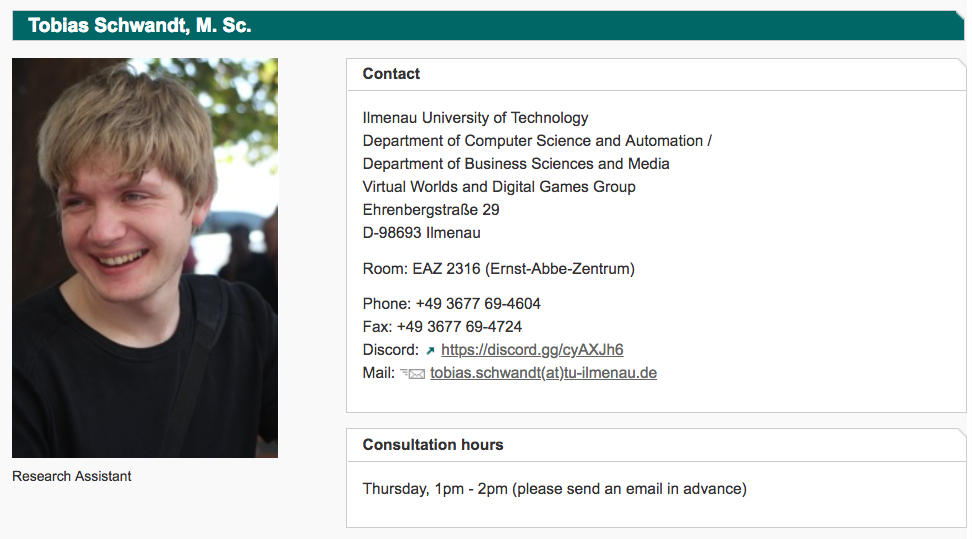 Tobias Schwandt, M. Sc.
Research Assistant
Contact
Ilmenau University of Technology
Department of Computer Science and Automation /
Department of Business Sciences and Media
Virtual Worlds and Digital Games Group
Ehrenbergstraße 29
D-98693 Ilmenau
Room: EAZ 2316 (Ernst-Abbe-Zentrum)
Phone: +49 3677 69-4604
Fax: +49 3677 69-4724
Discord: https://discord.gg/cyAXJh6
Mail: tobias.schwandt(at)tu-ilmenau.de
Consultation hours
Thursday, 1pm - 2pm (please send an email in advance)